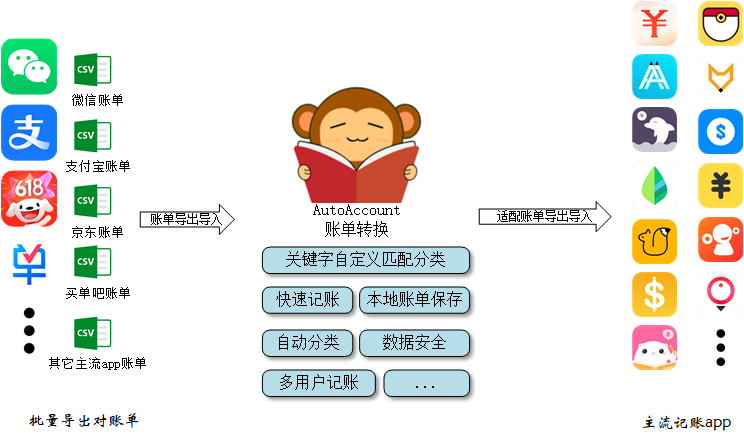 CSV
微信账单
支
CSV
支付宝账单
618
CSV
京东账单
CSV
买单吧账单
CSV
其它主流app账单
批量导出对账单
账单导出导入
AutoAccount
账单转换
关键字自定义匹配分类
快速记账
本地账单保存
自动分类
数据安全
多用户记账
...
适配账单导出导入
¥
$
¥
$
¥
主流记账app